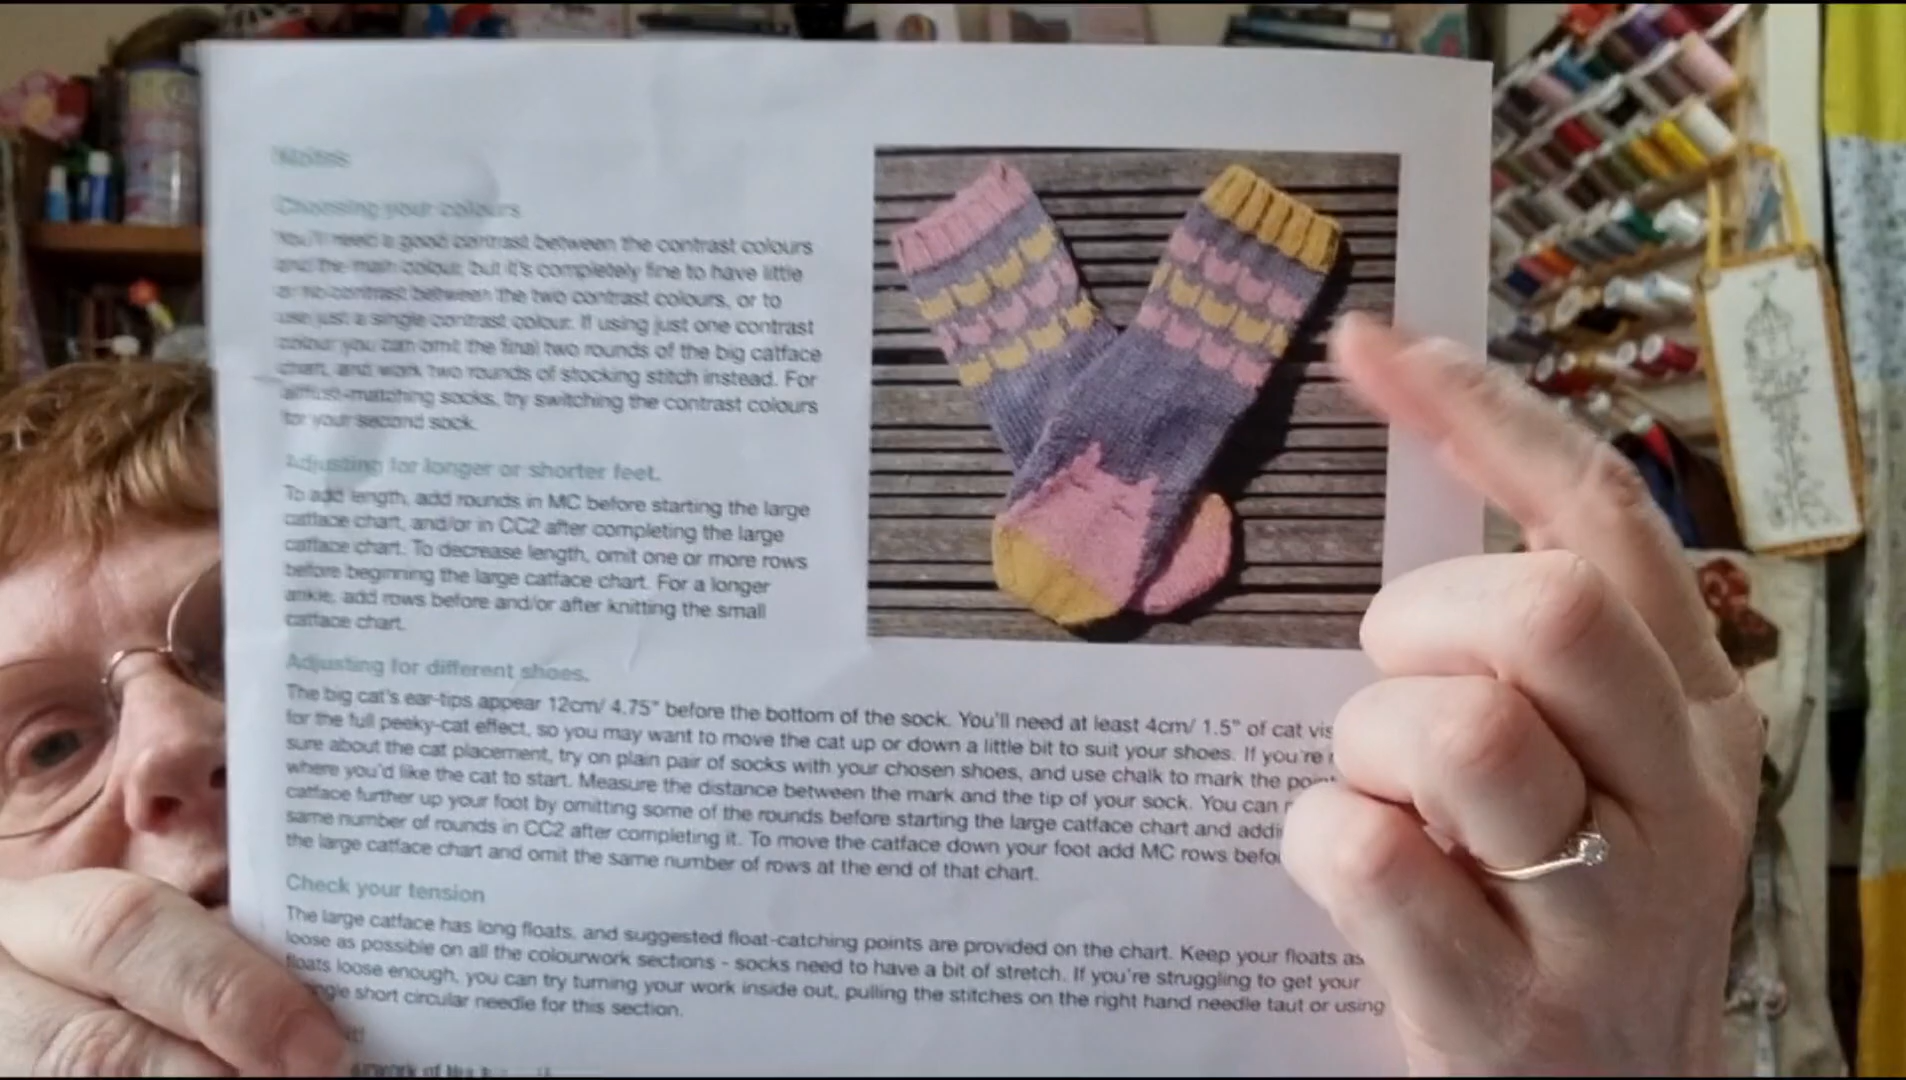 Notes
Choosing your colours
You'll need a good contrast between the contrast colours
and the main colour, but it's completely fine to have little
or no contrast between the two contrast colours, or to
use just a single contrast colour. If using just one contrast
colour you can omit the final two rounds of the big catface
chart, and work two rounds of stocking stitch instead. For
almost-matching socks, try switching the contrast colours
for your second sock.
Adjusting for longer or shorter feet.
To add length, add rounds in MC before starting the large
catface chart, and/or in CC2 after completing the large
catface chart. To decrease length, omit one or more rows
before beginning the large catface chart. For a longer
ankle, add rows before and/or after knitting the small
catface chart.
Adjusting for different shoes.
The big cat's ear-tips appear 12cm/ 4.75" before the bottom of the sock. You'll need at least 4cm/ 1.5" of cat vis
for the full peeky-cat effect, so you may want to move the cat up or down a little bit to suit your shoes. If you're
sure about the cat placement, try on plain pair of socks with your chosen shoes, and use chalk to mark the point
where you'd like the cat to start. Measure the distance between the mark and the tip of your sock. You can
catface further up your foot by omitting some of the rounds before starting the large catface chart and addi
same number of rounds in CC2 after completing it. To move the catface down your foot add MC rows befo
the large catface chart and omit the same number of rows at the end of that chart.
Check your tension
The large catface has long floats, and suggested float-catching points are provided on the chart. Keep your floats as
loose as possible on all the colourwork sections - socks need to have a bit of stretch. If you're struggling to get your
floats loose enough, you can try turning your work inside out, pulling the stitches on the right hand needle taut or using
ngle short circular needle for this section.